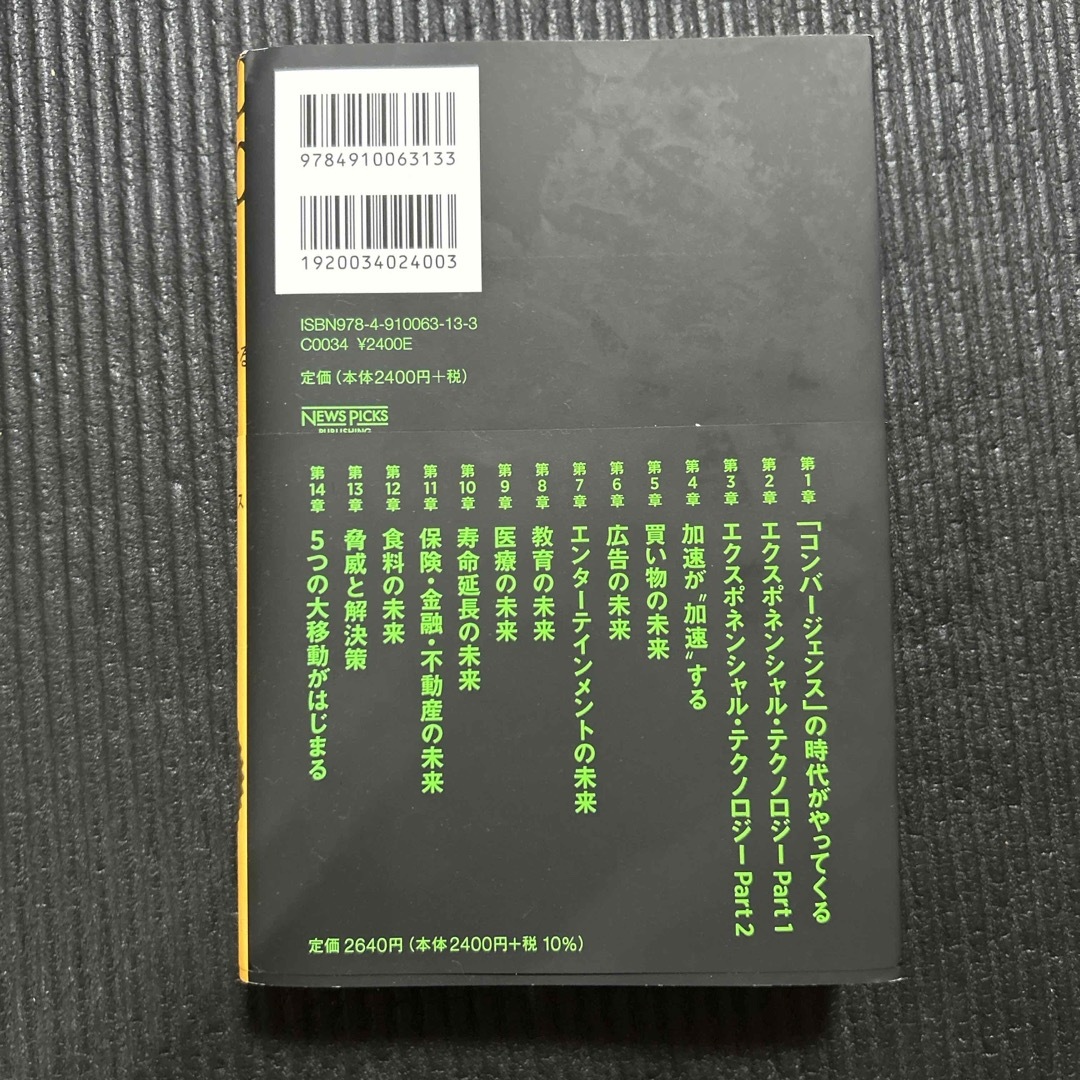 9784910063133
1920034024003
ISBN978-4-910063-13-3
C0034 ¥2400E
定価(本体2400円+税)
NEWSPICKS
PUBLISHING
第1章 「コンバージェンス」の時代がやってくる
第2章 エクスポネンシャル・テクノロジー Part 1
第3章 エクスポネンシャル・テクノロジー Part 2
第4章 加速が〝加速〟する
第5章 買い物の未来
第6章 広告の未来
第7章 エンターテインメントの未来
第8章 教育の未来
第9章 医療の未来
第10章 寿命延長の未来
第11章 保険・金融・不動産の未来
第12章 食料の未来
第13章 脅威と解決策
第14章 5つの大移動がはじまる
定価 2640円(本体2400円+税 10%)
る
ス